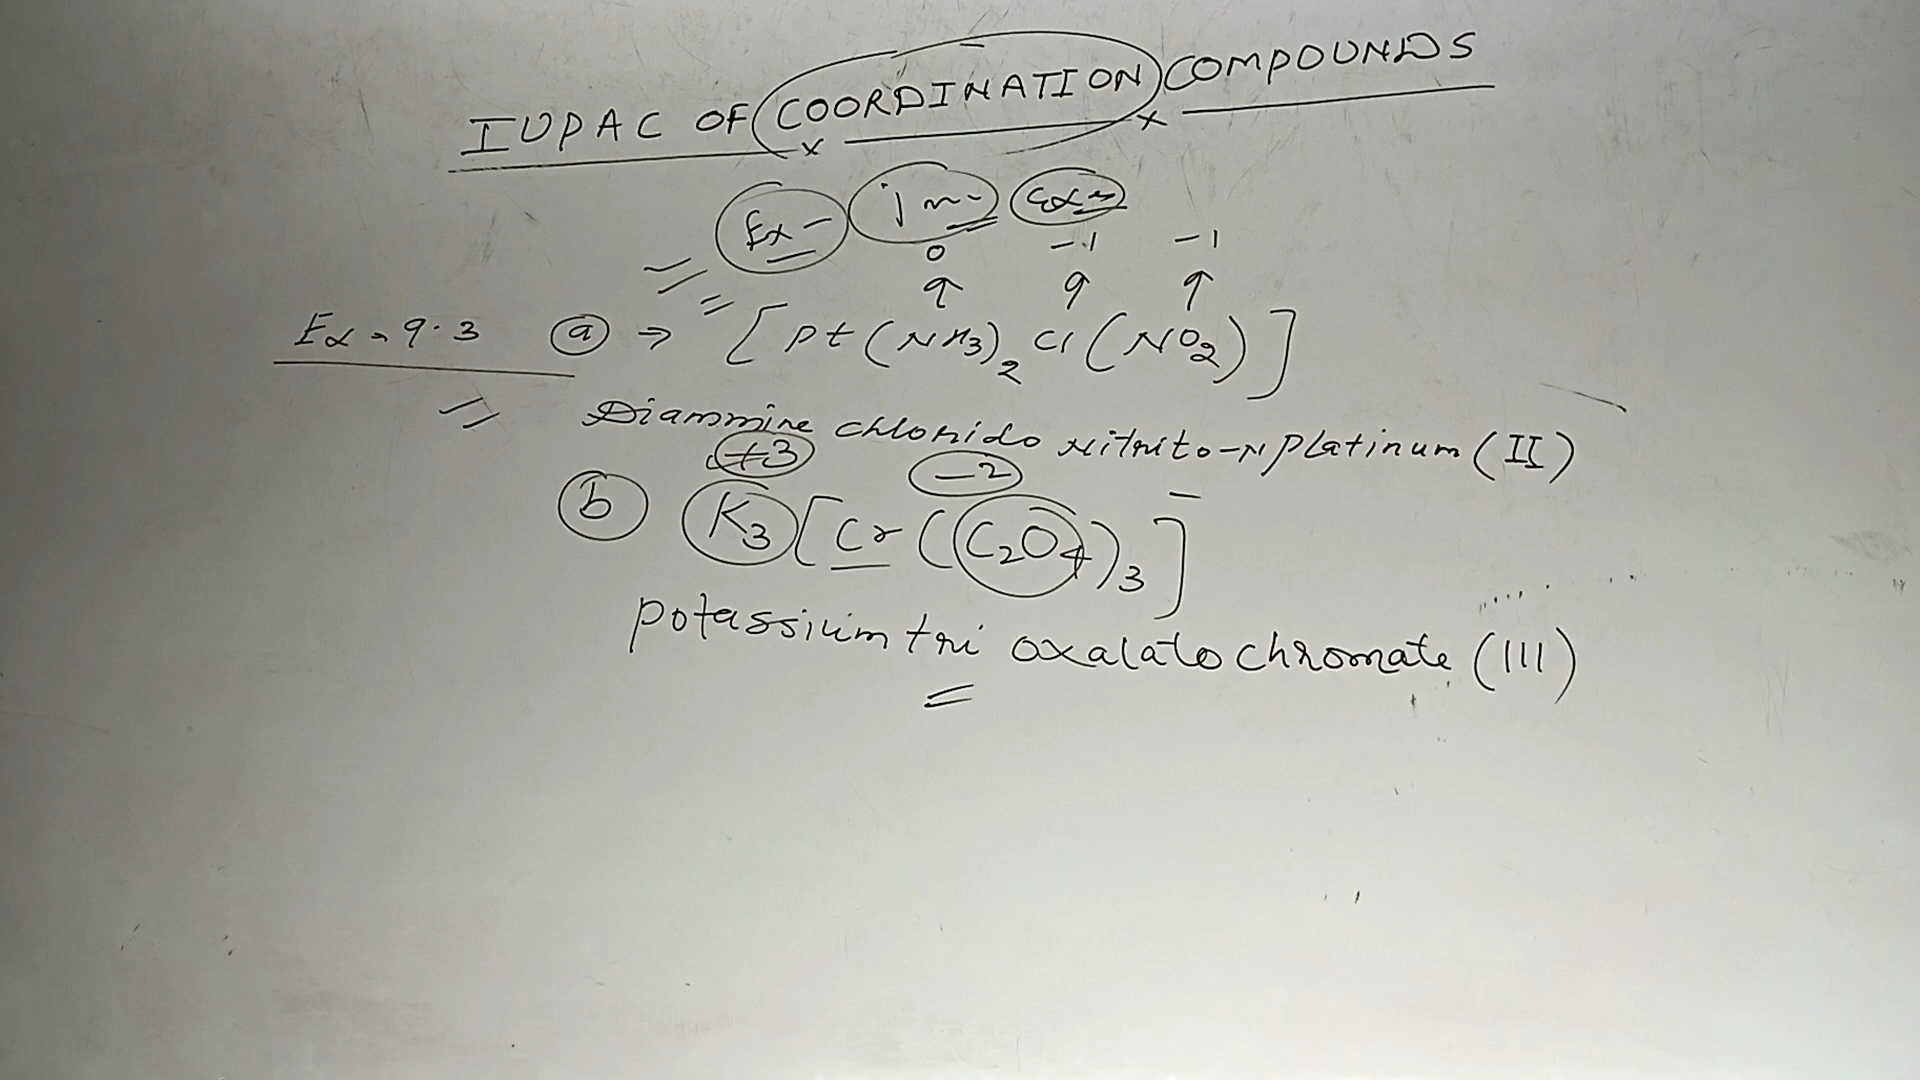 IUPAC OF COORDINATION COMPOUNDS
Ex-
0 -1 -1
Ex-9.3 (a) ⇒ [Pt(NH3)2Cl(NO2)]
Diammine chlorido nitrito-N Platinum (II)
+3 -2
(b) K3[Cr(C2O4)3]
potassium tri oxalato chromate (III)